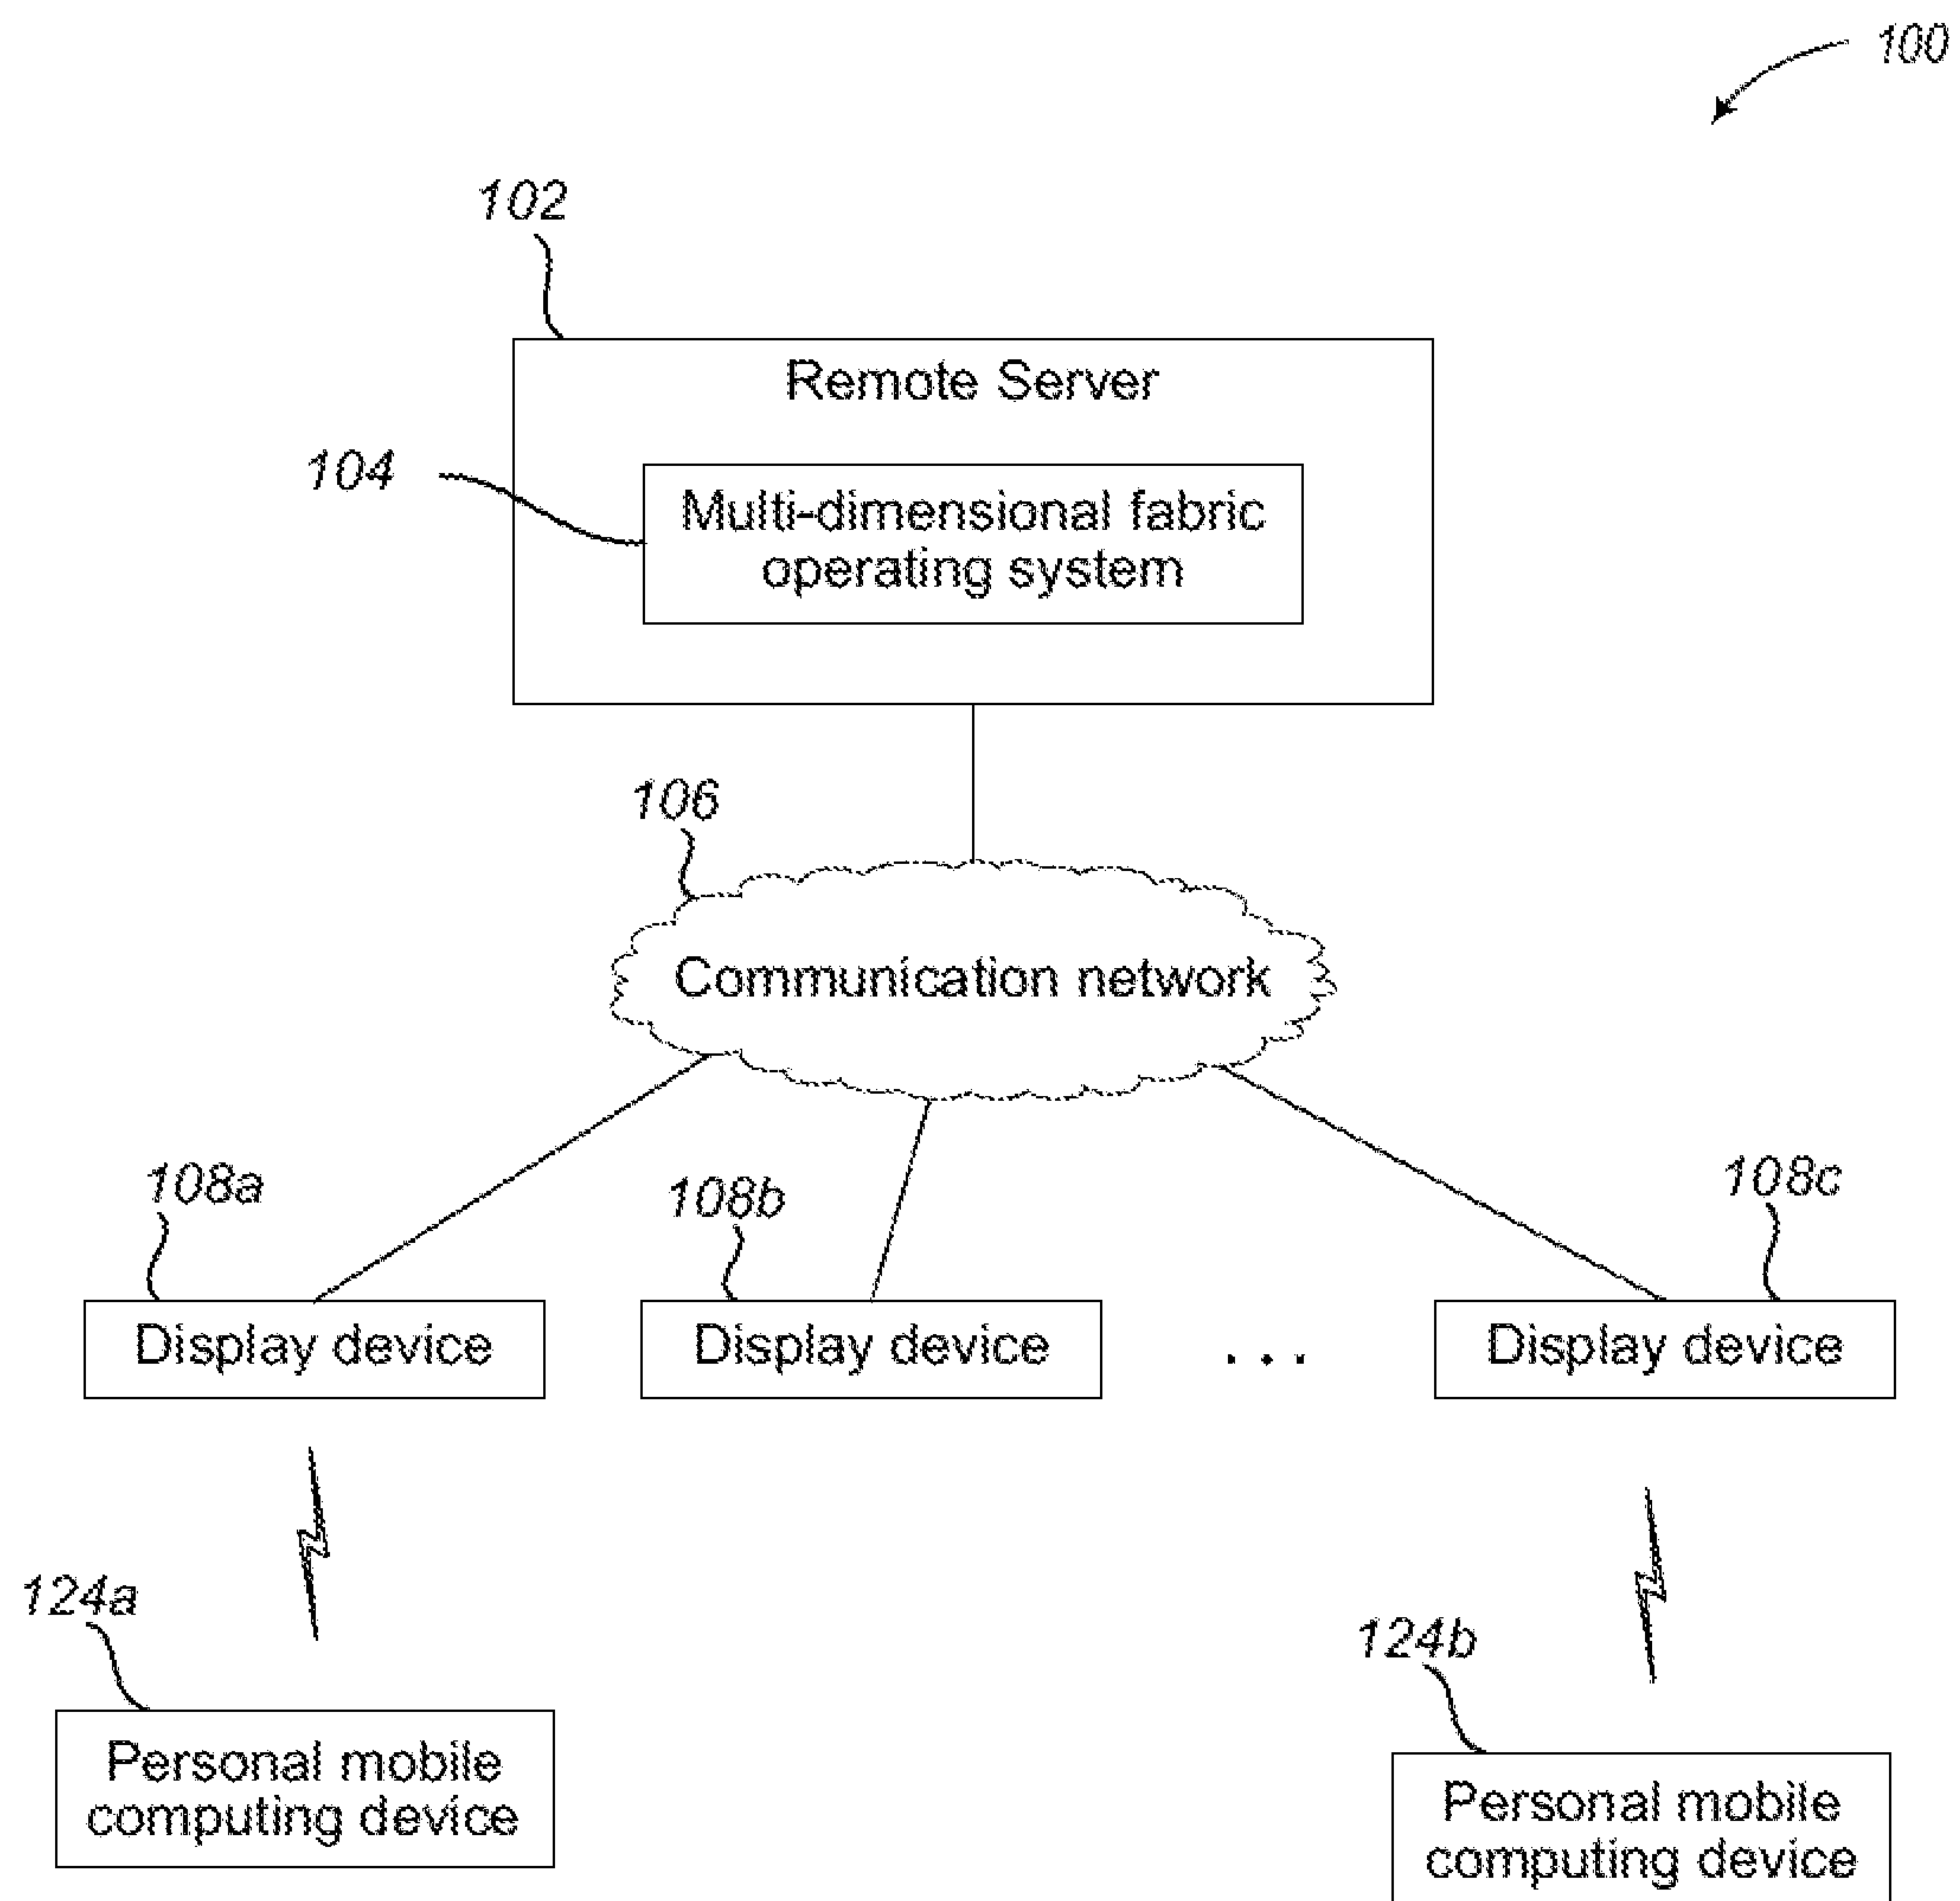 100
102
Remote Server
104
Multi-dimensional fabric
operating system
106
Communication network
108a
108b
108c
Display device
Display device
. . .
Display device
124a
124b
Personal mobile
computing device
Personal mobile
computing device